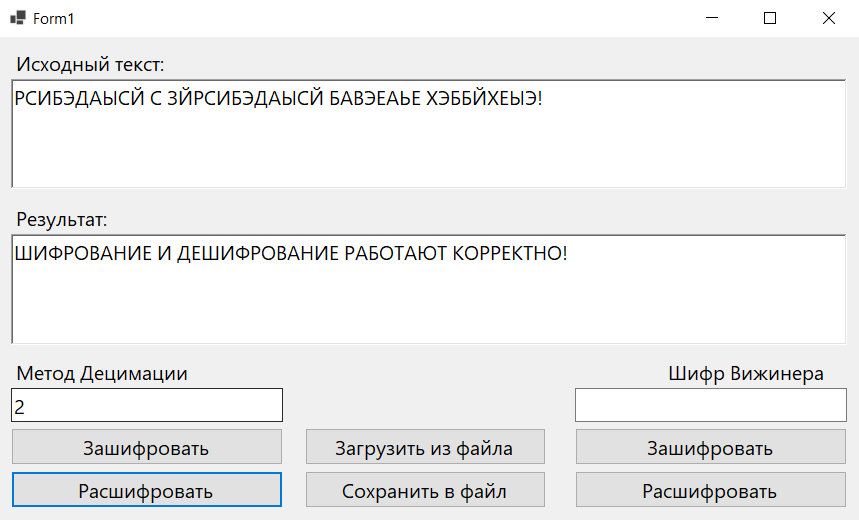 Form1
Исходный текст:
РСИБЭДАЫСЙ С ЗЙРСИБЭДАЫСЙ БАВЭЕАЬЕ ХЭББЙХЕЫЭ!
Результат:
ШИФРОВАНИЕ И ДЕШИФРОВАНИЕ РАБОТАЮТ КОРРЕКТНО!
Метод Децимации
Шифр Вижинера
2
Зашифровать
Загрузить из файла
Зашифровать
Расшифровать
Сохранить в файл
Расшифровать